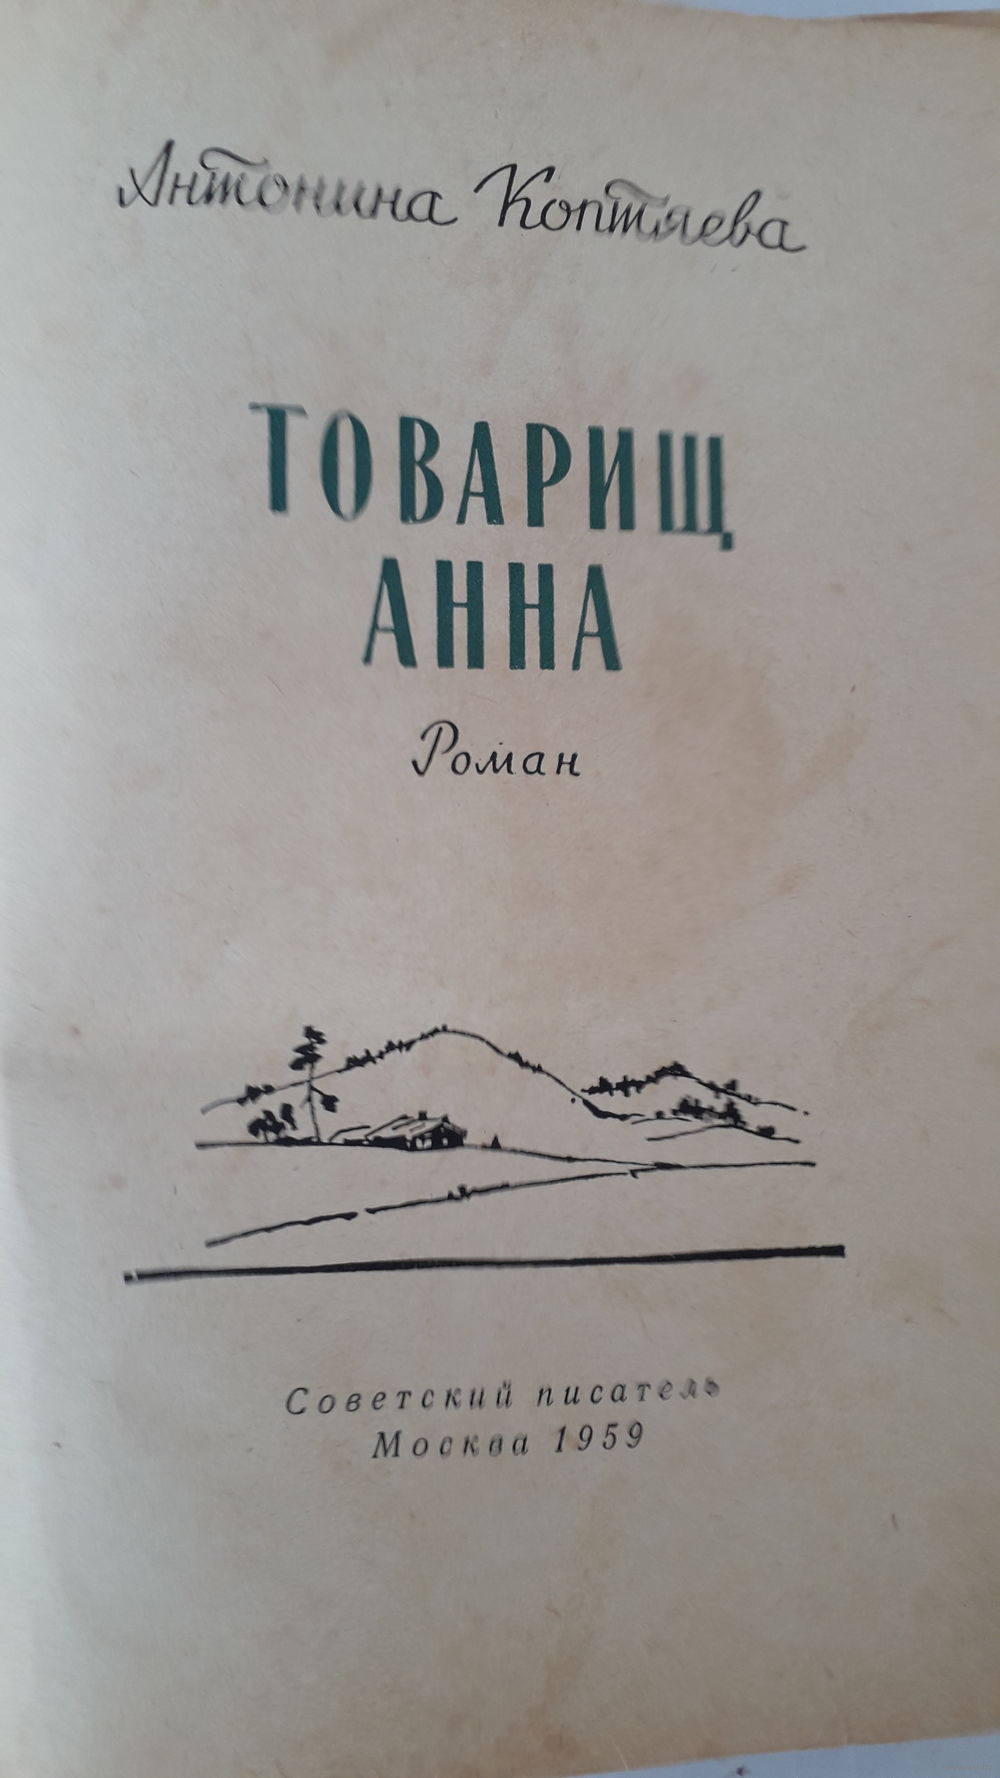 Антонина Коптяева
ТОВАРИЩ
АННА
Роман
Советский писатель
Москва 1959